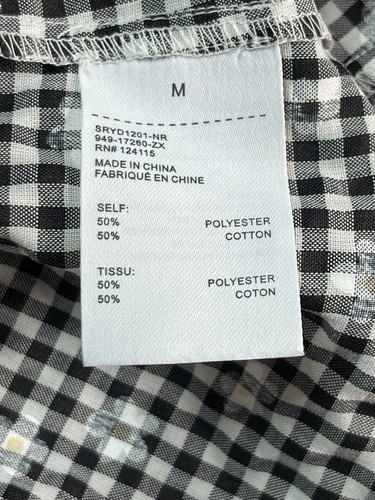 M
SRYD1201-NR
949-17260-ZX
RN# 124115
MADE IN CHINA
FABRIQUÉ EN CHINE
SELF:
50% POLYESTER
50% COTTON
TISSU:
50% POLYESTER
50% COTON